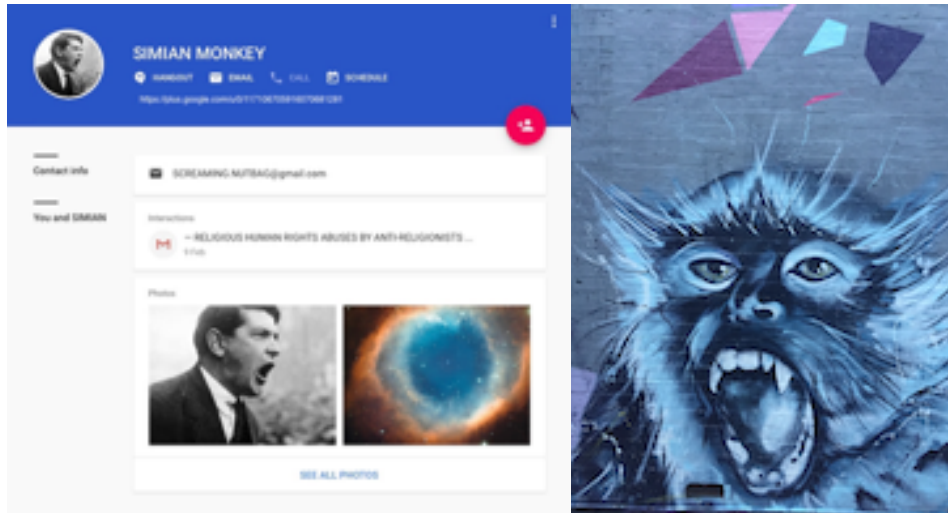 SIMIAN MONKEY
HANGOUT EMAIL CALL SCHEDULE
Contact info
SCREAMING.NUTBAG@gmail.com
You and SIMIAN
Interactions
— RELIGIOUS HUMAN RIGHTS ABUSES BY ANTI-RELIGIONISTS ...
Photos
SEE ALL PHOTOS